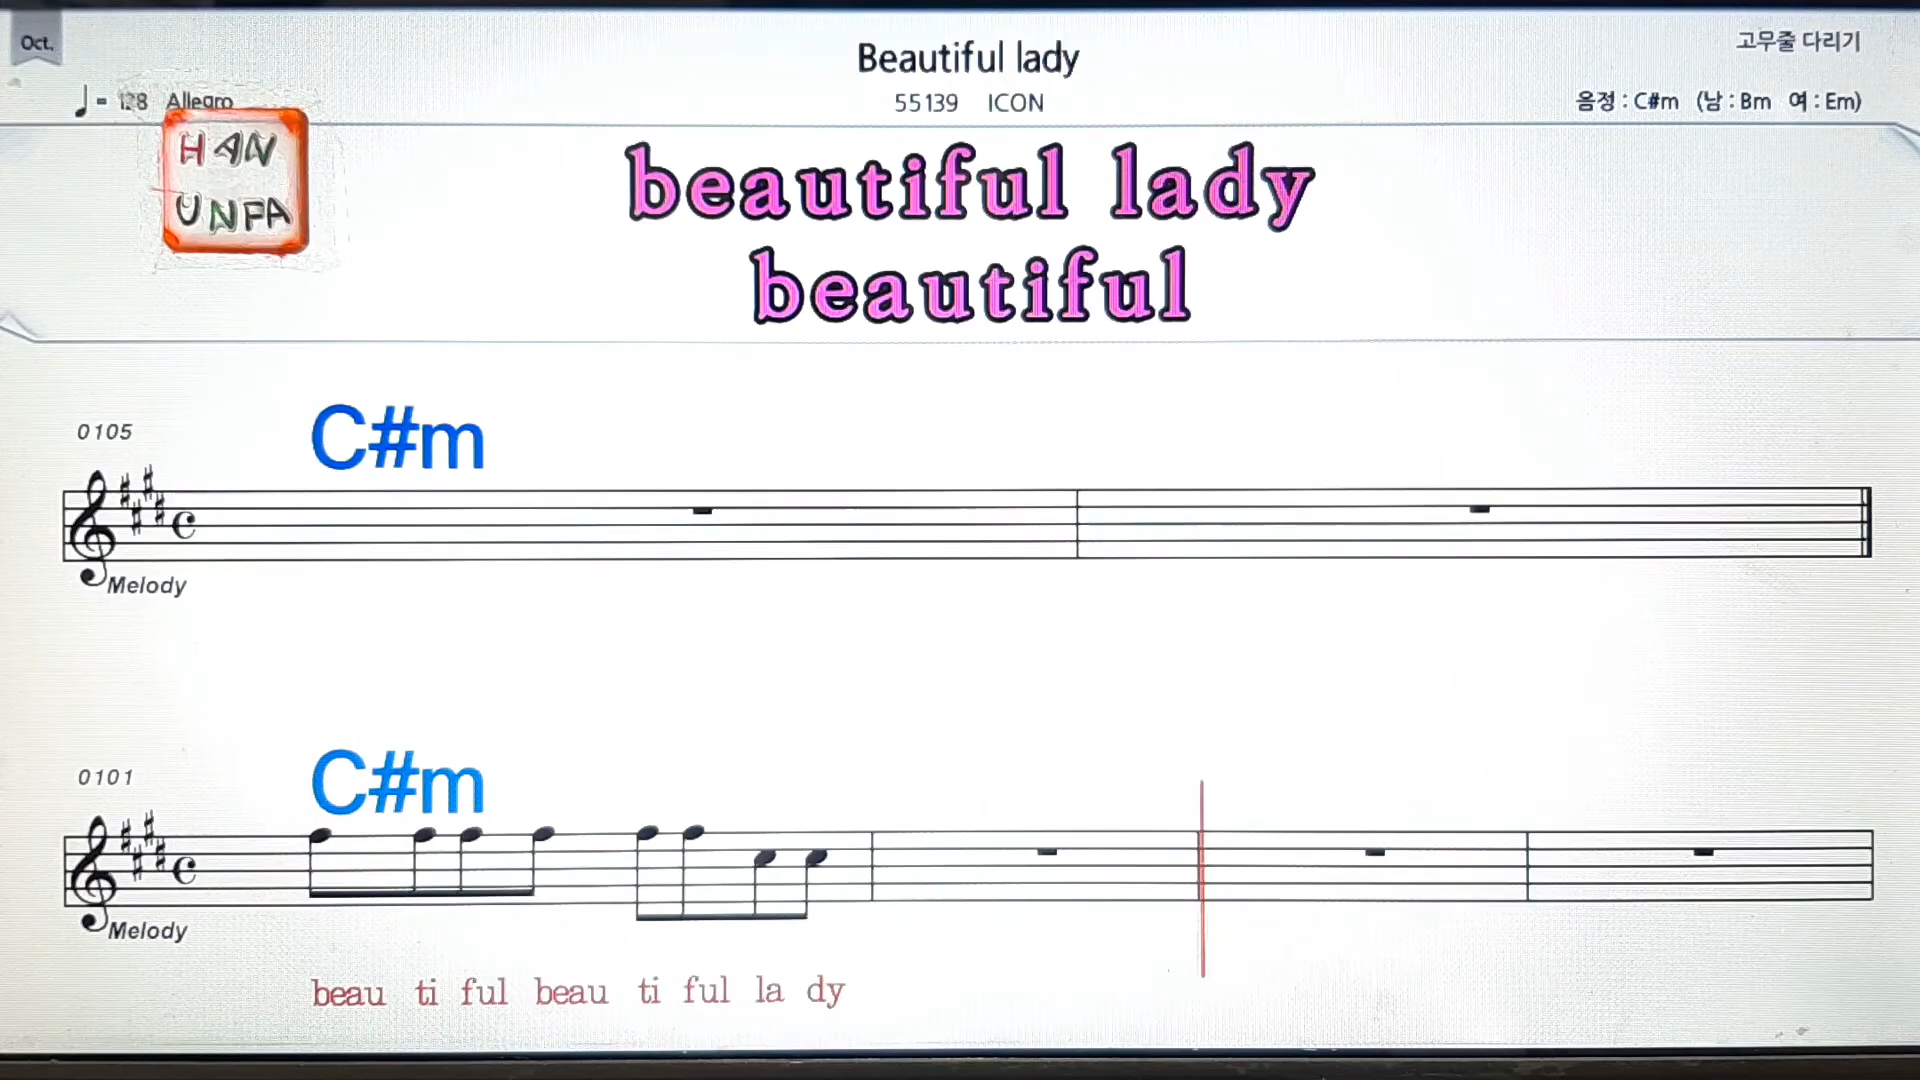 Oct.
Beautiful lady
고무줄 다리기
♩ = 128 Allegro
55139 ICON
음정 : C#m (남 : Bm 여 : Em)
HAN
UNFA
beautiful lady
beautiful
0105
C#m
Melody
0101
C#m
Melody
beau ti ful beau ti ful la dy